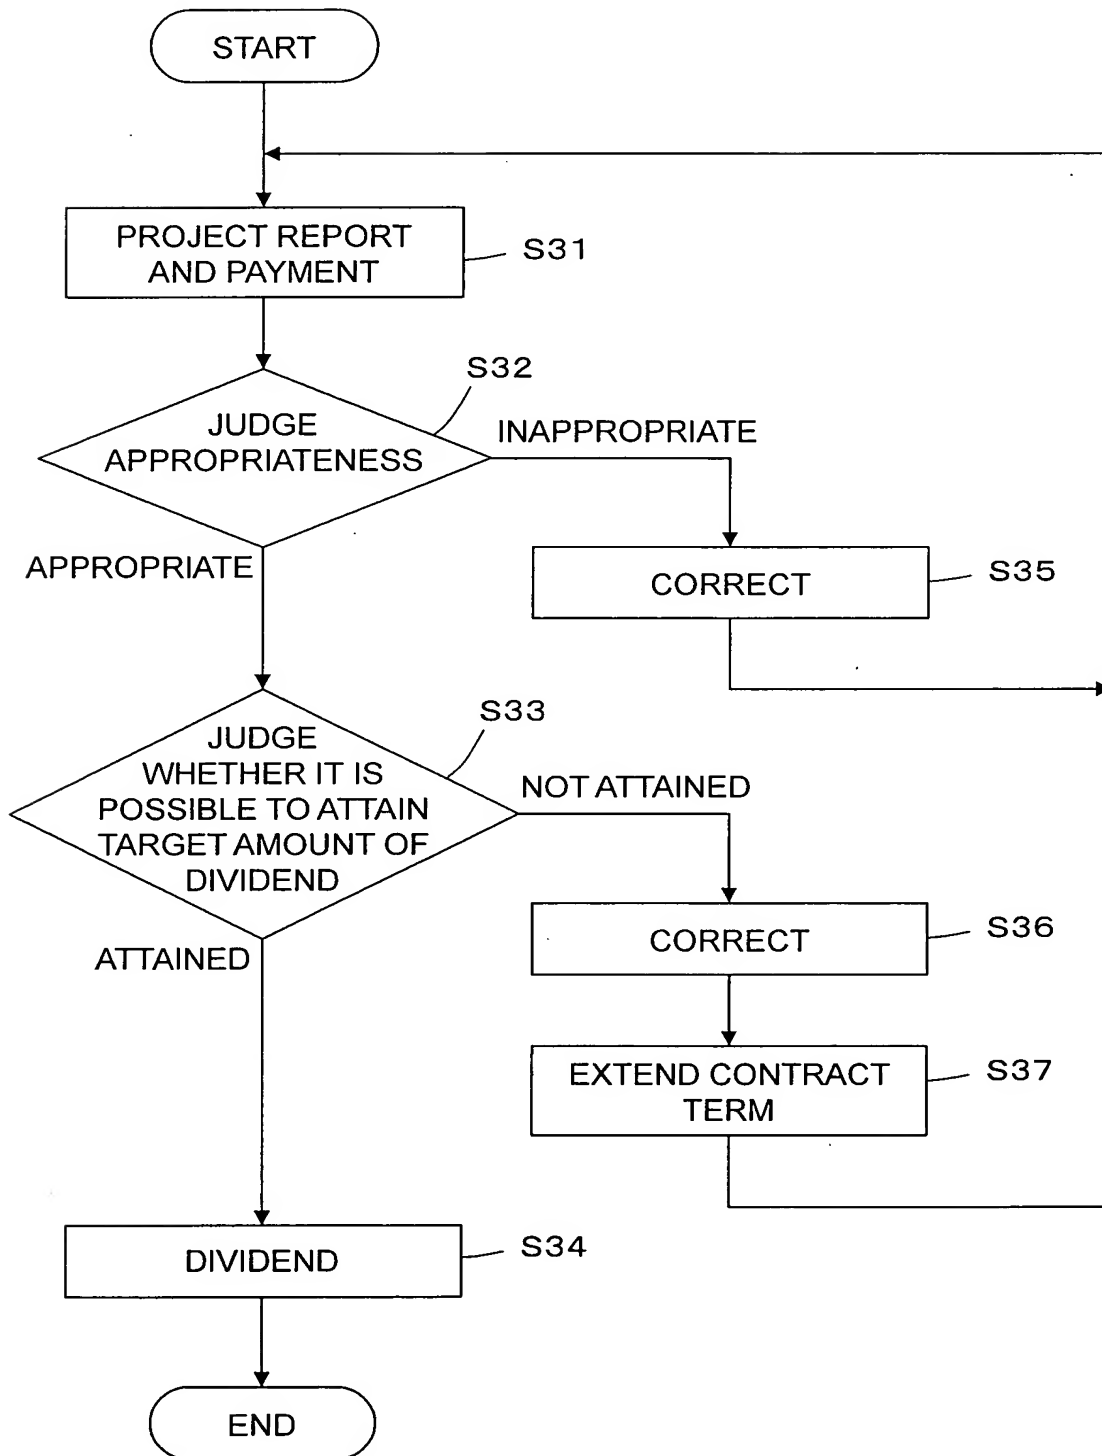 START
PROJECT REPORT
AND PAYMENT
S31
S32
JUDGE
APPROPRIATENESS
INAPPROPRIATE
APPROPRIATE
CORRECT
S35
S33
JUDGE
WHETHER IT IS
POSSIBLE TO ATTAIN
TARGET AMOUNT OF
DIVIDEND
NOT ATTAINED
ATTAINED
CORRECT
S36
EXTEND CONTRACT
TERM
S37
DIVIDEND
S34
END